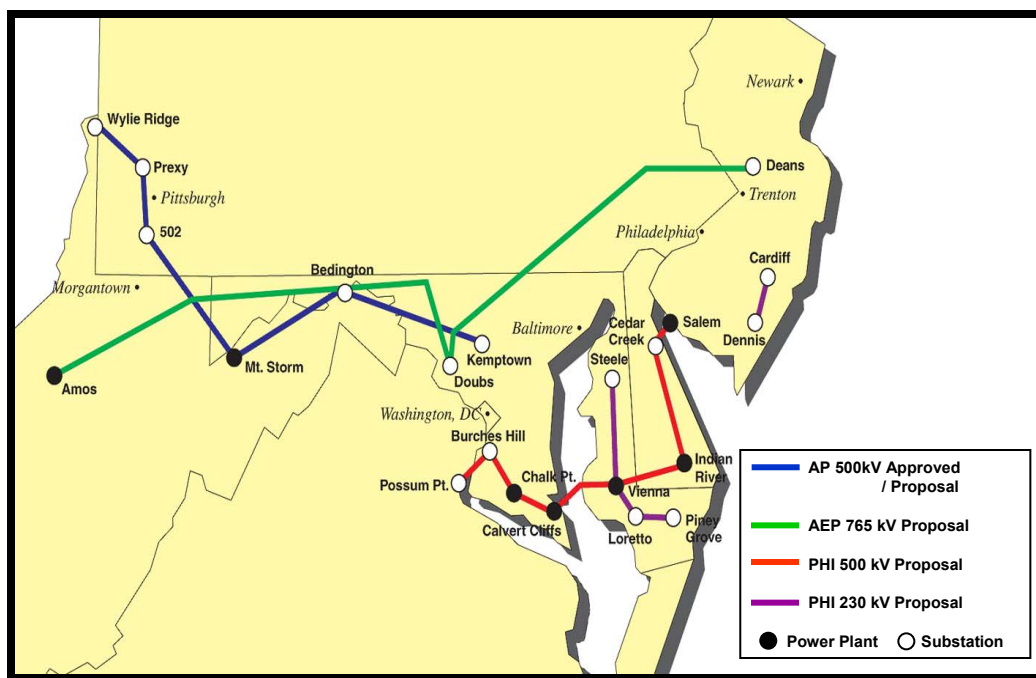 Newark
Wylie Ridge
Prexy
Deans
Pittsburgh
Trenton
502
Philadelphia
Cardiff
Bedington
Morgantown
Baltimore
Cedar
Creek
Salem
Dennis
Steele
Kemptown
Mt. Storm
Doubs
Amos
Washington, DC
Burches Hill
Indian
River
Possum Pt.
Chalk Pt.
Vienna
Calvert Cliffs
Loretto
Piney
Grove
AP 500kV Approved
/ Proposal
AEP 765 kV Proposal
PHI 500 kV Proposal
PHI 230 kV Proposal
Power Plant
Substation